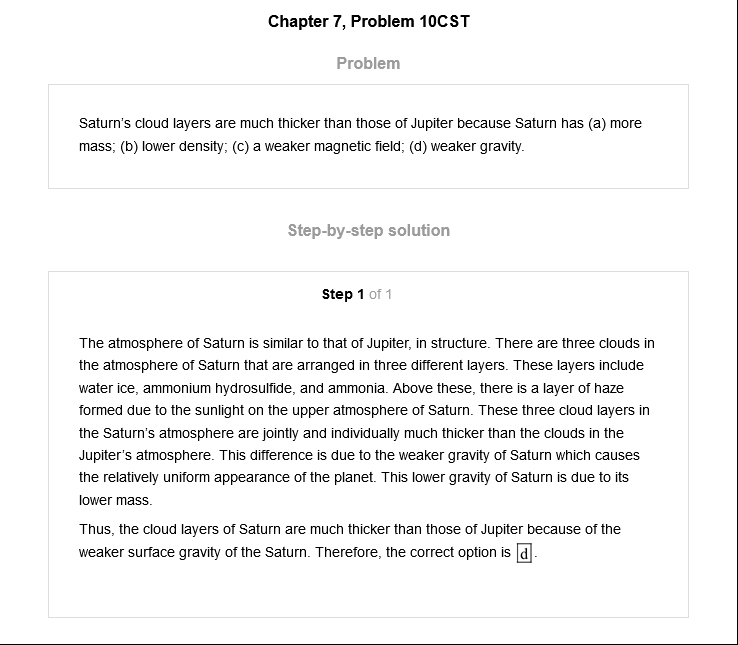 Chapter 7, Problem 10CST
Problem
Saturn's cloud layers are much thicker than those of Jupiter because Saturn has (a) more
mass; (b) lower density; (c) a weaker magnetic field; (d) weaker gravity.
Step-by-step solution
Step 1 of 1
The atmosphere of Saturn is similar to that of Jupiter, in structure. There are three clouds in
the atmosphere of Saturn that are arranged in three different layers. These layers include
water ice, ammonium hydrosulfide, and ammonia. Above these, there is a layer of haze
formed due to the sunlight on the upper atmosphere of Saturn. These three cloud layers in
the Saturn's atmosphere are jointly and individually much thicker than the clouds in the
Jupiter's atmosphere. This difference is due to the weaker gravity of Saturn which causes
the relatively uniform appearance of the planet. This lower gravity of Saturn is due to its
lower mass.
Thus, the cloud layers of Saturn are much thicker than those of Jupiter because of the
weaker surface gravity of the Saturn. Therefore, the correct option is d.